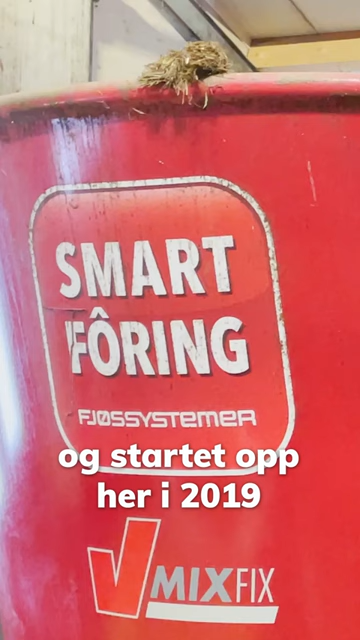 SMART
FÔRING
FJØSSYSTEMER
og startet opp
her i 2019
MIXFIX